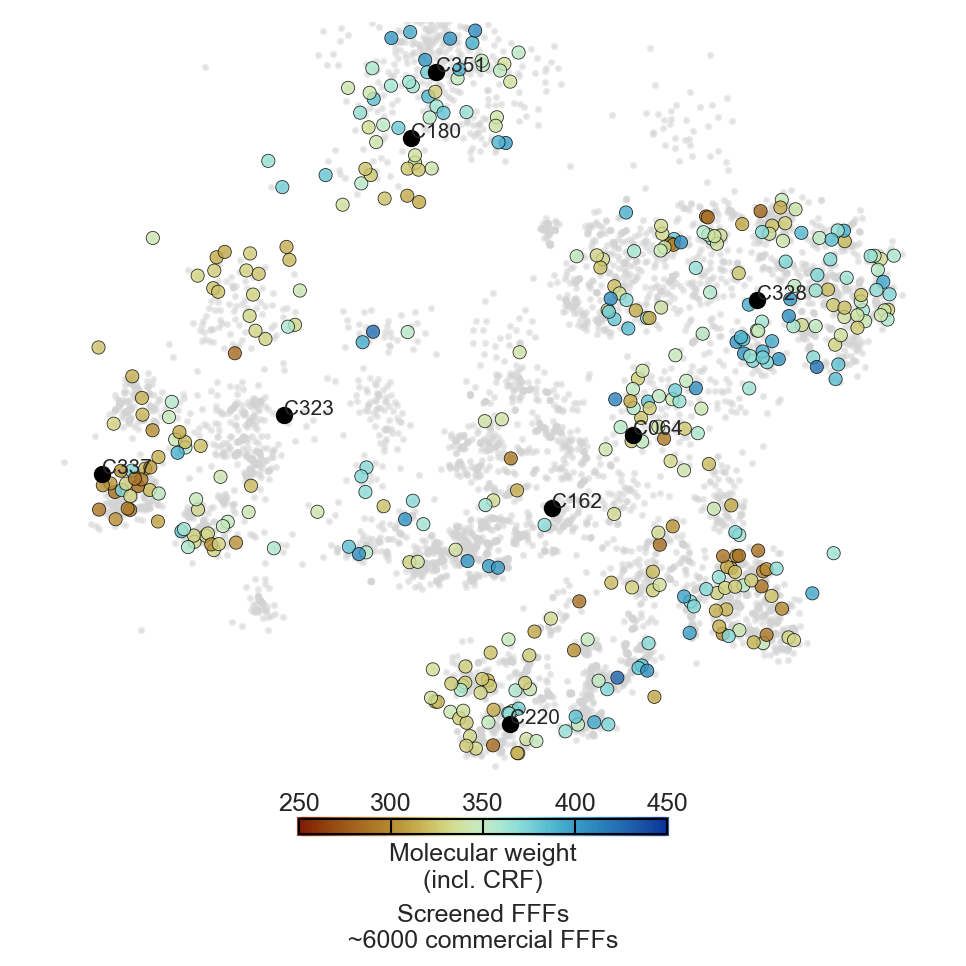 C351
C180
C328
C323
C064
C337
C162
C220
250 300 350 400 450
Molecular weight
(incl. CRF)
Screened FFFs
~6000 commercial FFFs